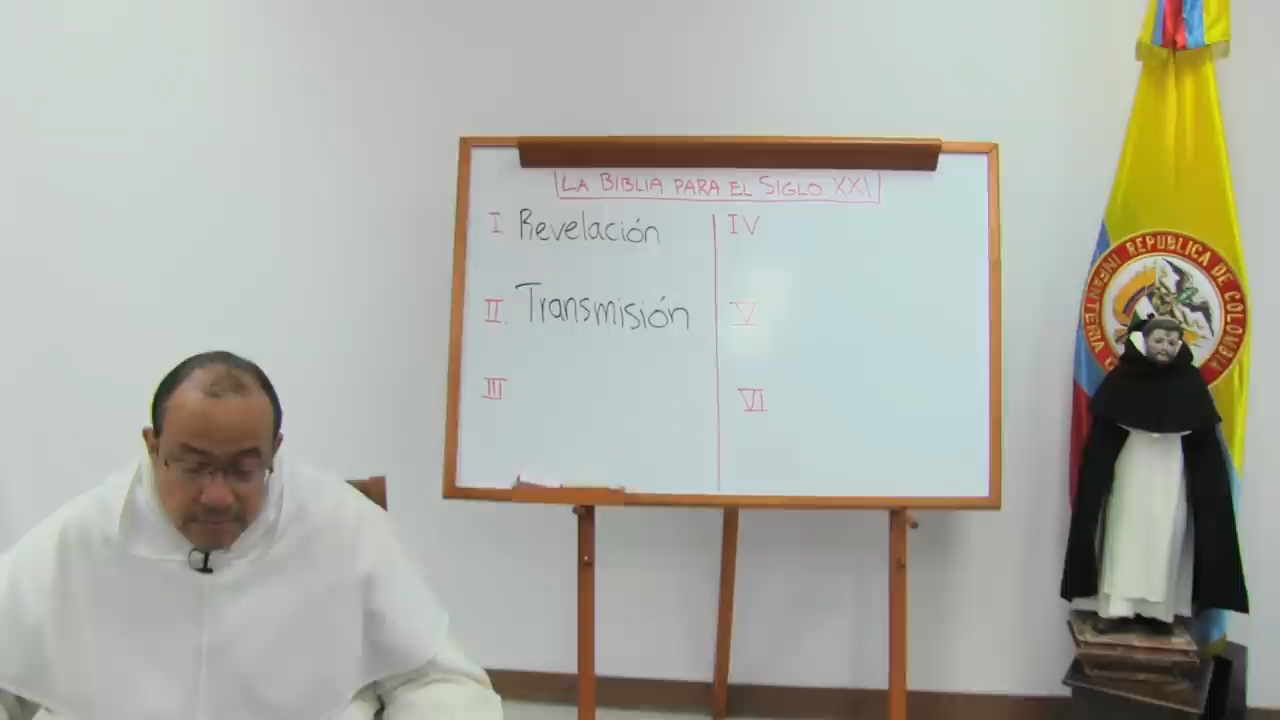 LA BIBLIA PARA EL SIGLO XXI
I Revelación
II Transmisión
III
IV
V
VI
REPUBLICA DE COLOMBIA
INFANTERIA